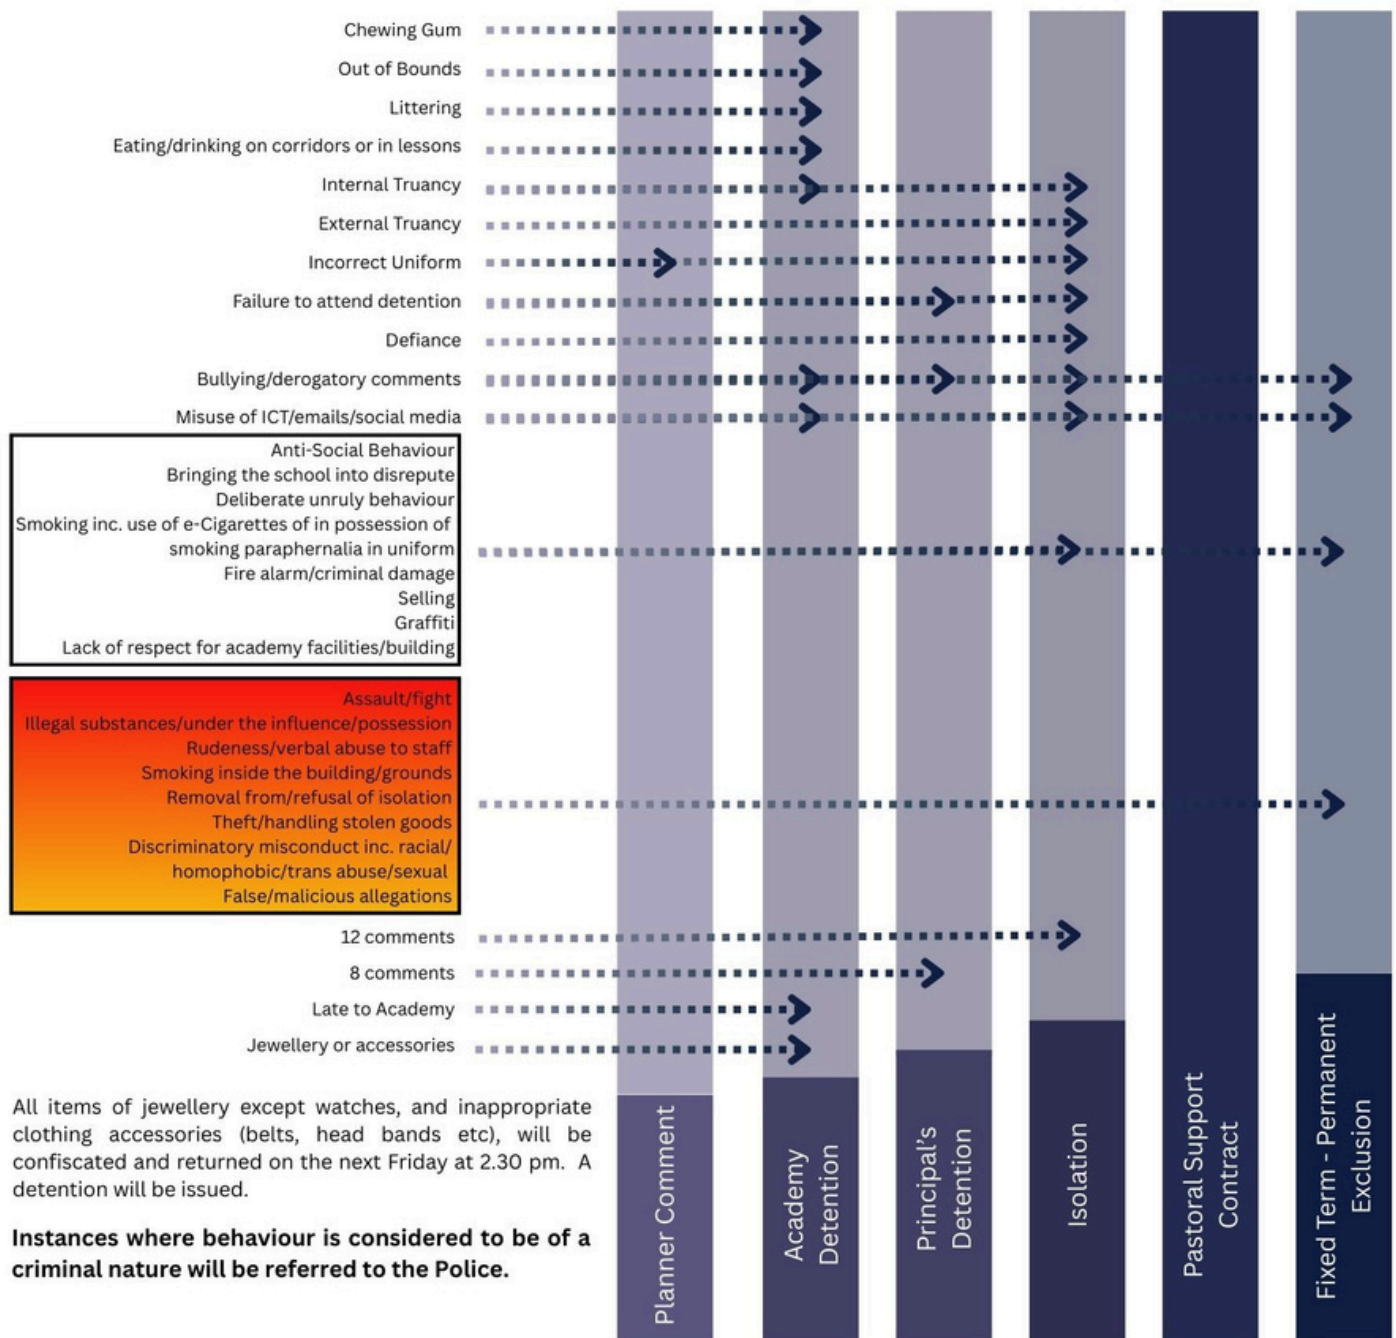 Chewing Gum
Out of Bounds
Littering
Eating/drinking on corridors or in lessons
Internal Truancy
External Truancy
Incorrect Uniform
Failure to attend detention
Defiance
Bullying/derogatory comments
Misuse of ICT/emails/social media
Anti-Social Behaviour
Bringing the school into disrepute
Deliberate unruly behaviour
Smoking inc. use of e-Cigarettes of in possession of
smoking paraphernalia in uniform
Fire alarm/criminal damage
Selling
Graffiti
Lack of respect for academy facilities/building
Assault/fight
Illegal substances/under the influence/possession
Rudeness/verbal abuse to staff
Smoking inside the building/grounds
Removal from/refusal of isolation
Theft/handling stolen goods
Discriminatory misconduct inc. racial/
homophobic/trans abuse/sexual
False/malicious allegations
12 comments
8 comments
Late to Academy
Jewellery or accessories
All items of jewellery except watches, and inappropriate
clothing accessories (belts, head bands etc), will be
confiscated and returned on the next Friday at 2.30 pm. A
detention will be issued.
Instances where behaviour is considered to be of a
criminal nature will be referred to the Police.
Planner Comment
Academy
Detention
Principal's
Detention
Isolation
Pastoral Support
Contract
Fixed Term - Permanent
Exclusion